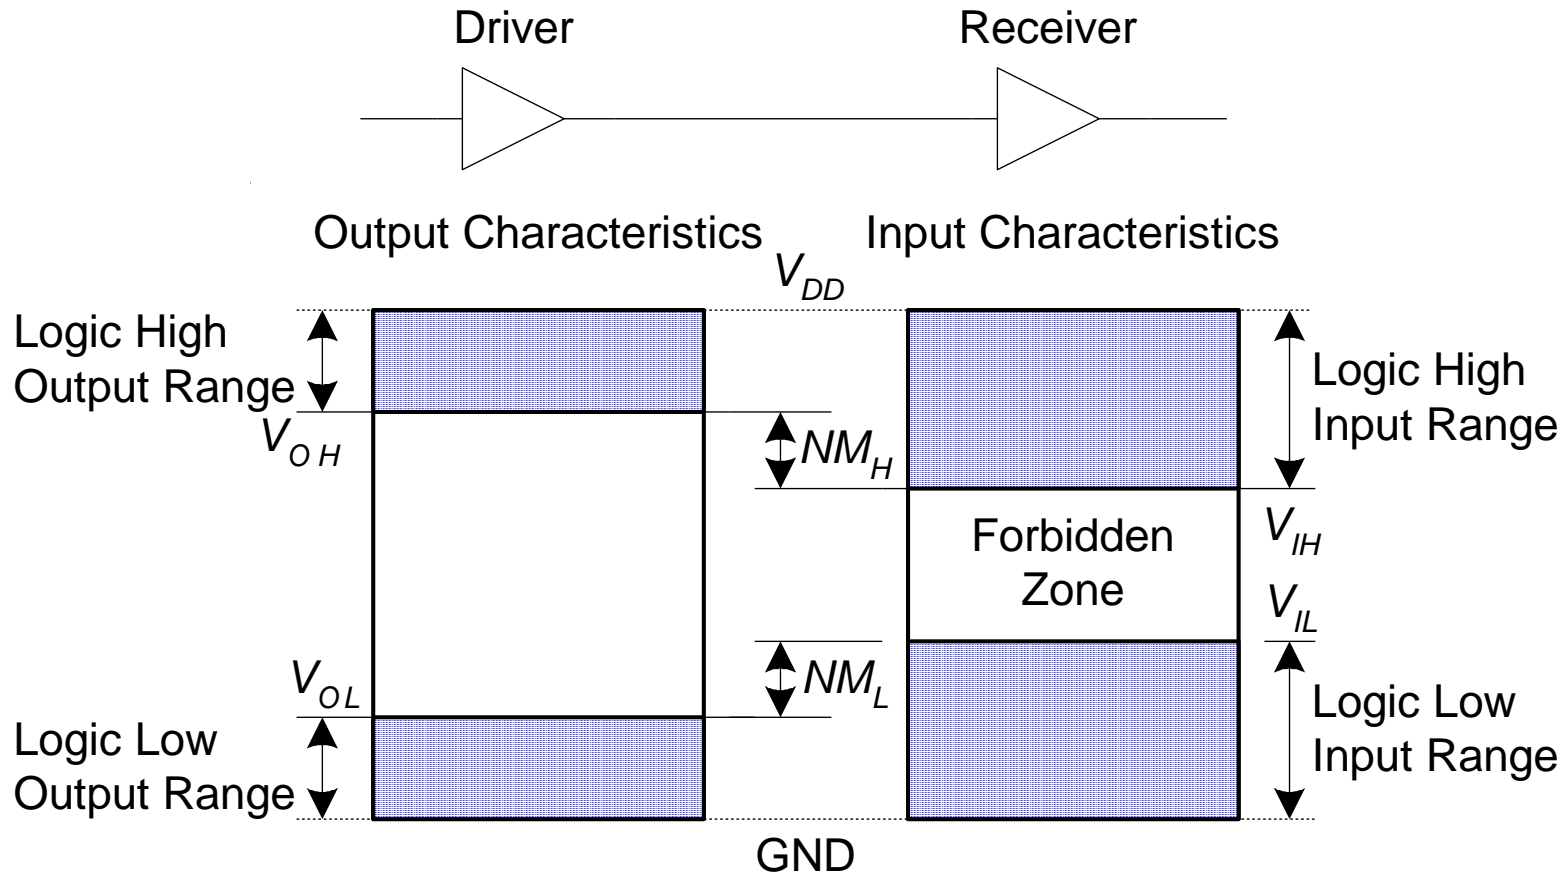 Driver
Receiver
Output Characteristics
Input Characteristics
VDD
Logic High
Output Range
Logic High
Input Range
VOH
NMH
Forbidden
Zone
VIH
VIL
VOL
NML
Logic Low
Output Range
Logic Low
Input Range
GND